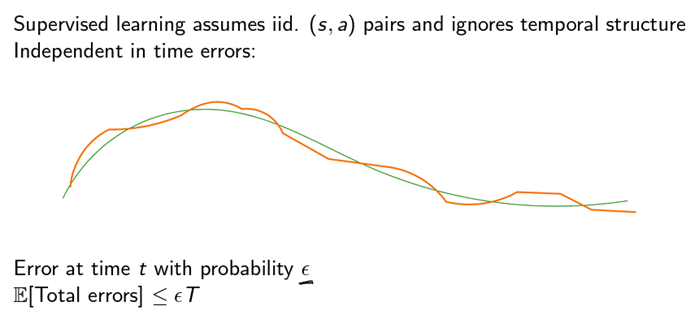 Supervised learning assumes iid. (s, a) pairs and ignores temporal structure
Independent in time errors:
Error at time t with probability ϵ
𝔼[Total errors] ≤ ϵT